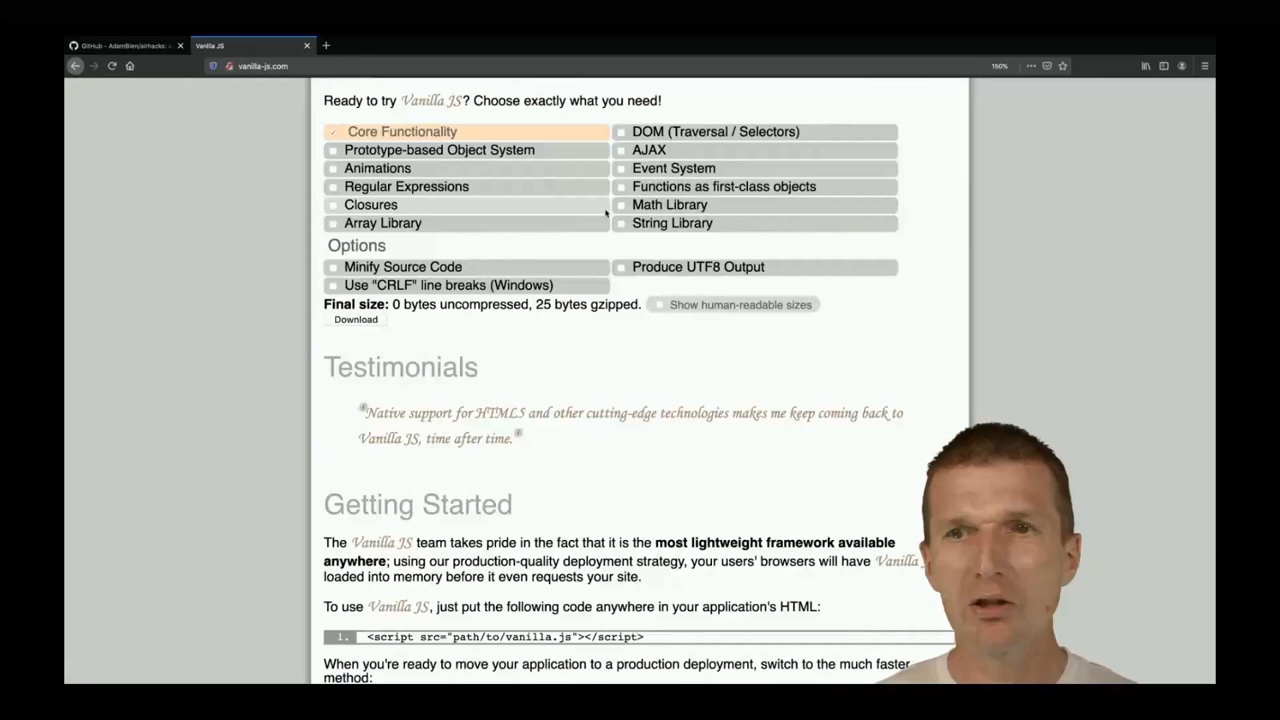 GitHub - AdamBien/airhacks: a
Vanilla JS
vanilla-js.com
150%
Ready to try Vanilla JS? Choose exactly what you need!
Core Functionality
DOM (Traversal / Selectors)
Prototype-based Object System
AJAX
Animations
Event System
Regular Expressions
Functions as first-class objects
Closures
Math Library
Array Library
String Library
Options
Minify Source Code
Produce UTF8 Output
Use "CRLF" line breaks (Windows)
Final size: 0 bytes uncompressed, 25 bytes gzipped.
Show human-readable sizes
Download
Testimonials
"Native support for HTML5 and other cutting-edge technologies makes me keep coming back to
Vanilla JS, time after time."
Getting Started
The Vanilla JS team takes pride in the fact that it is the most lightweight framework available
anywhere; using our production-quality deployment strategy, your users' browsers will have Vanilla
loaded into memory before it even requests your site.
To use Vanilla JS, just put the following code anywhere in your application's HTML:
1. <script src="path/to/vanilla.js"></script>
When you're ready to move your application to a production deployment, switch to the much faster
method: